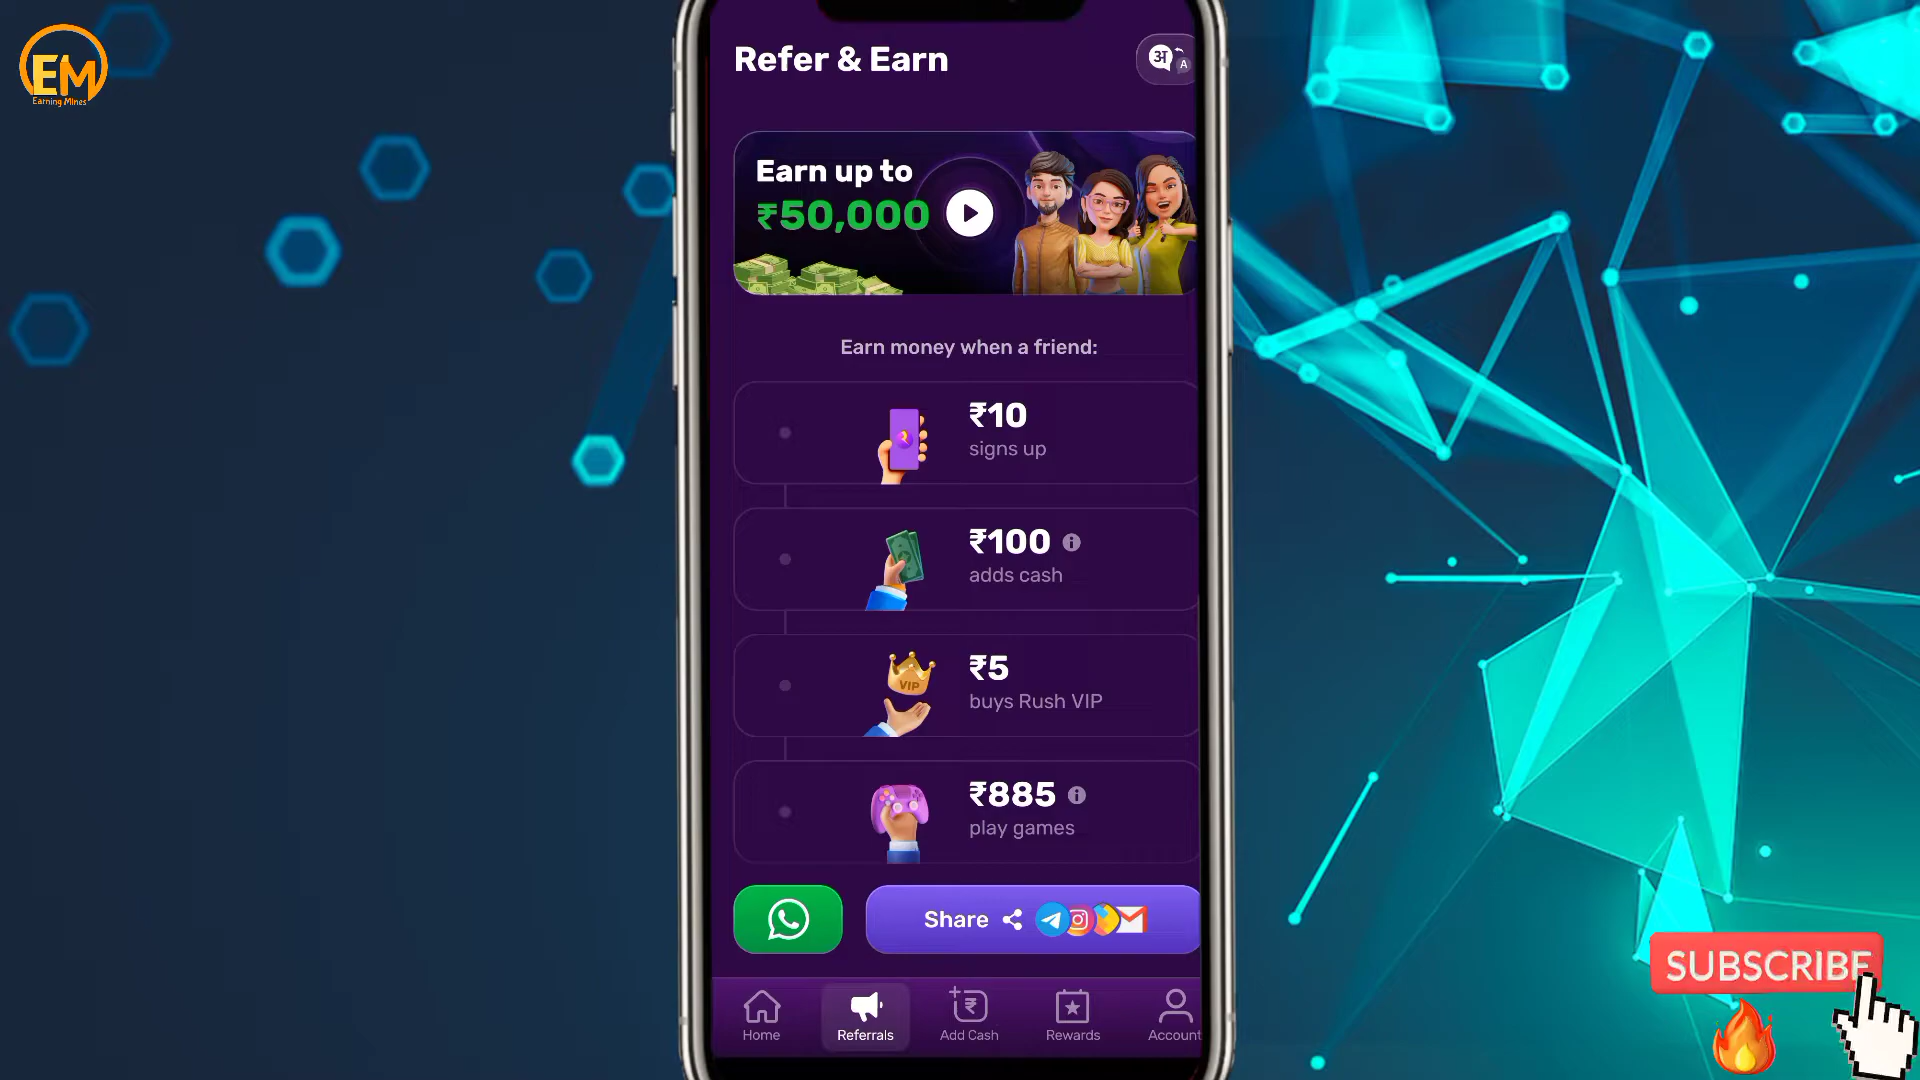 EM
Earning Mines
Refer & Earn
अ A
Earn up to
₹50,000
Earn money when a friend:
₹10
signs up
₹100
adds cash
VIP
₹5
buys Rush VIP
₹885
play games
Share
Home
Referrals
Add Cash
Rewards
Account
SUBSCRIBE